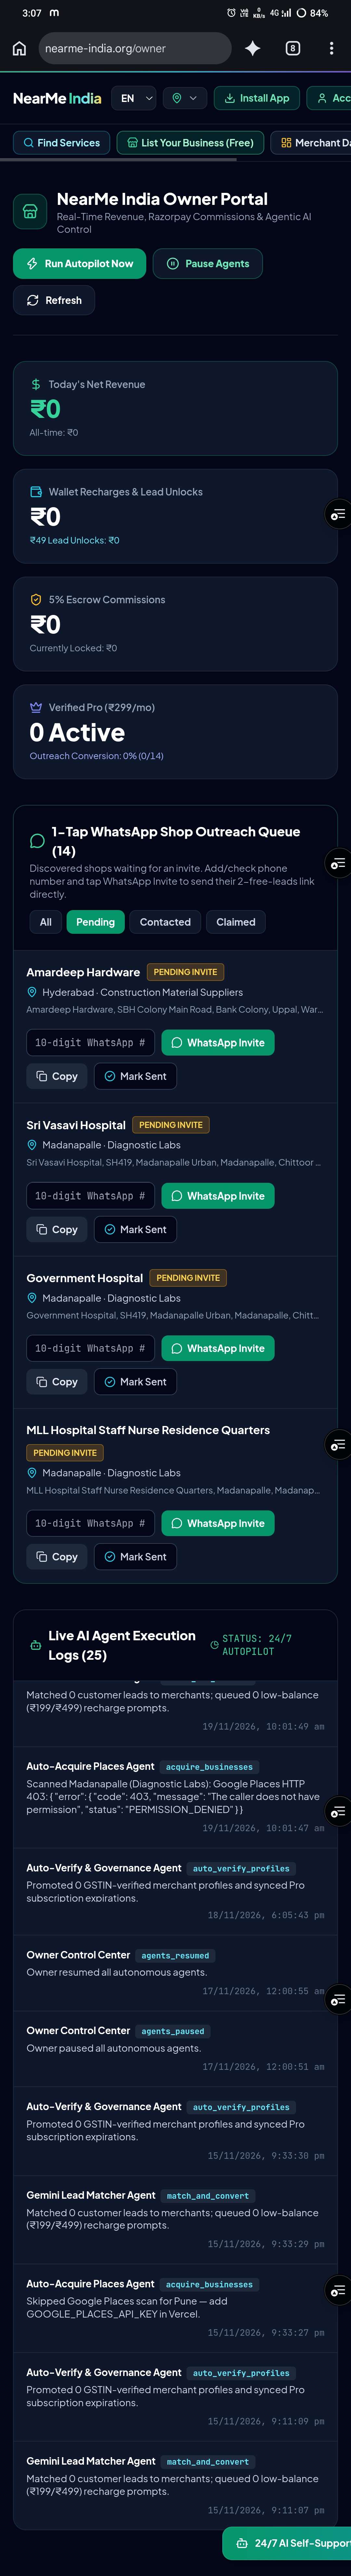 3:07 m
0 KB/s 4G 84%
nearme-india.org/owner
8
NearMe India EN Install App Acc
Find Services List Your Business (Free) Merchant Da
NearMe India Owner Portal
Real-Time Revenue, Razorpay Commissions & Agentic AI
Control
Run Autopilot Now Pause Agents
Refresh
Today's Net Revenue
₹0
All-time: ₹0
Wallet Recharges & Lead Unlocks
₹0
₹49 Lead Unlocks: ₹0
5% Escrow Commissions
₹0
Currently Locked: ₹0
Verified Pro (₹299/mo)
0 Active
Outreach Conversion: 0% (0/14)
1-Tap WhatsApp Shop Outreach Queue
(14)
Discovered shops waiting for an invite. Add/check phone
number and tap WhatsApp Invite to send their 2-free-leads link
directly.
All Pending Contacted Claimed
Amardeep Hardware PENDING INVITE
Hyderabad · Construction Material Suppliers
Amardeep Hardware, SBH Colony Main Road, Bank Colony, Uppal, War...
10-digit WhatsApp # WhatsApp Invite
Copy Mark Sent
Sri Vasavi Hospital PENDING INVITE
Madanapalle · Diagnostic Labs
Sri Vasavi Hospital, SH419, Madanapalle Urban, Madanapalle, Chittoor ...
10-digit WhatsApp # WhatsApp Invite
Copy Mark Sent
Government Hospital PENDING INVITE
Madanapalle · Diagnostic Labs
Government Hospital, SH419, Madanapalle Urban, Madanapalle, Chitt...
10-digit WhatsApp # WhatsApp Invite
Copy Mark Sent
MLL Hospital Staff Nurse Residence Quarters
PENDING INVITE
Madanapalle · Diagnostic Labs
MLL Hospital Staff Nurse Residence Quarters, Madanapalle, Madanap...
10-digit WhatsApp # WhatsApp Invite
Copy Mark Sent
Live AI Agent Execution STATUS: 24/7
Logs (25) AUTOPILOT
Matched 0 customer leads to merchants; queued 0 low-balance
(₹199/₹499) recharge prompts.
19/11/2026, 10:01:49 am
Auto-Acquire Places Agent acquire_businesses
Scanned Madanapalle (Diagnostic Labs): Google Places HTTP
403: { "error": { "code": 403, "message": "The caller does not have
permission", "status": "PERMISSION_DENIED" } }
19/11/2026, 10:01:47 am
Auto-Verify & Governance Agent auto_verify_profiles
Promoted 0 GSTIN-verified merchant profiles and synced Pro
subscription expirations.
18/11/2026, 6:05:43 pm
Owner Control Center agents_resumed
Owner resumed all autonomous agents.
17/11/2026, 12:00:55 am
Owner Control Center agents_paused
Owner paused all autonomous agents.
17/11/2026, 12:00:51 am
Auto-Verify & Governance Agent auto_verify_profiles
Promoted 0 GSTIN-verified merchant profiles and synced Pro
subscription expirations.
15/11/2026, 9:33:30 pm
Gemini Lead Matcher Agent match_and_convert
Matched 0 customer leads to merchants; queued 0 low-balance
(₹199/₹499) recharge prompts.
15/11/2026, 9:33:29 pm
Auto-Acquire Places Agent acquire_businesses
Skipped Google Places scan for Pune — add
GOOGLE_PLACES_API_KEY in Vercel.
15/11/2026, 9:33:27 pm
Auto-Verify & Governance Agent auto_verify_profiles
Promoted 0 GSTIN-verified merchant profiles and synced Pro
subscription expirations.
15/11/2026, 9:11:09 pm
Gemini Lead Matcher Agent match_and_convert
Matched 0 customer leads to merchants; queued 0 low-balance
(₹199/₹499) recharge prompts.
15/11/2026, 9:11:07 pm
24/7 AI Self-Support